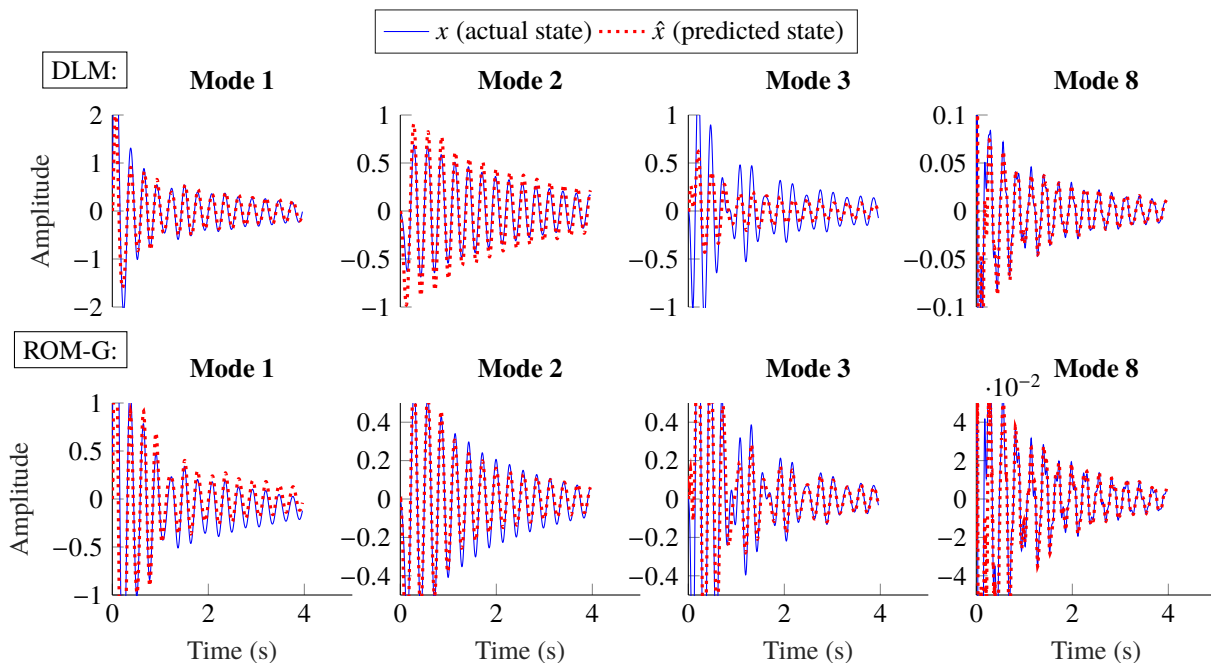 x (actual state) x̂ (predicted state)
DLM:
Mode 1 Mode 2 Mode 3 Mode 8
Amplitude
2 1 0 −1 −2
1 0.5 0 −0.5 −1
1 0.5 0 −0.5 −1
0.1 0.05 0 −0.05 −0.1
ROM-G:
Mode 1 Mode 2 Mode 3 Mode 8
·10−2
Amplitude
1 0.5 0 −0.5 −1
0.4 0.2 0 −0.2 −0.4
0.4 0.2 0 −0.2 −0.4
4 2 0 −2 −4
0 2 4 0 2 4 0 2 4 0 2 4
Time (s) Time (s) Time (s) Time (s)